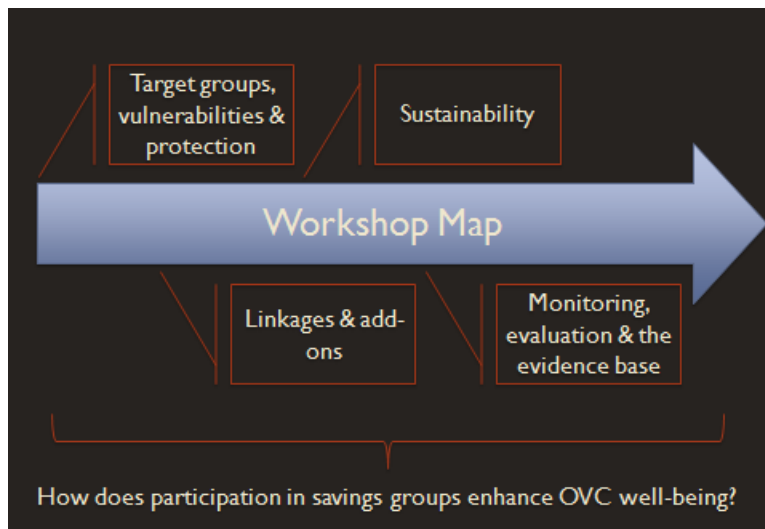 Target groups,
vulnerabilities &
protection
Sustainability
Workshop Map
Linkages & add-
ons
Monitoring,
evaluation & the
evidence base
How does participation in savings groups enhance OVC well-being?